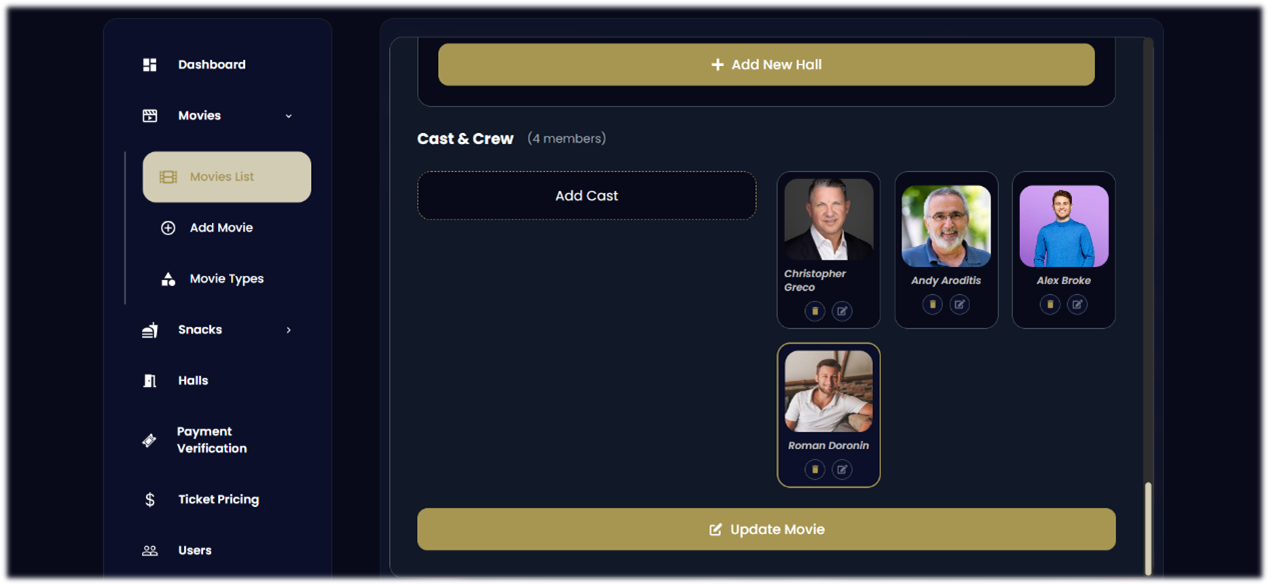 Dashboard
Movies
Movies List
Add Movie
Movie Types
Snacks
Halls
Payment
Verification
Ticket Pricing
Users
Add New Hall
Cast & Crew (4 members)
Add Cast
Christopher
Greco
Andy Aroditis
Alex Broke
Roman Doronin
Update Movie